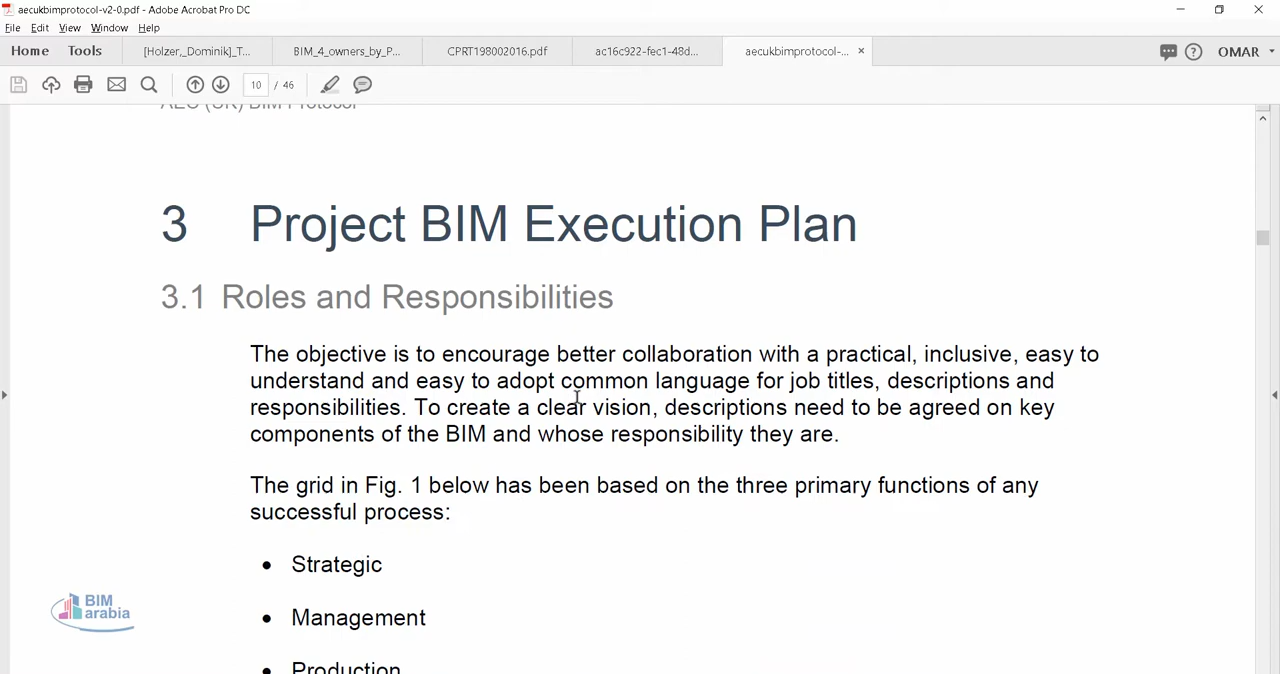 aecukbimprotocol-v2-0.pdf - Adobe Acrobat Pro DC
File Edit View Window Help
Home Tools [Holzer,_Dominik]_T... BIM_4_owners_by_P... CPRT198002016.pdf ac16c922-fec1-48d... aecukbimprotocol-... × OMAR
10 / 46
AEC (UK) BIM Protocol
3 Project BIM Execution Plan
3.1 Roles and Responsibilities
The objective is to encourage better collaboration with a practical, inclusive, easy to
understand and easy to adopt common language for job titles, descriptions and
responsibilities. To create a clear vision, descriptions need to be agreed on key
components of the BIM and whose responsibility they are.
The grid in Fig. 1 below has been based on the three primary functions of any
successful process:
• Strategic
• Management
• Production
BIM
arabia